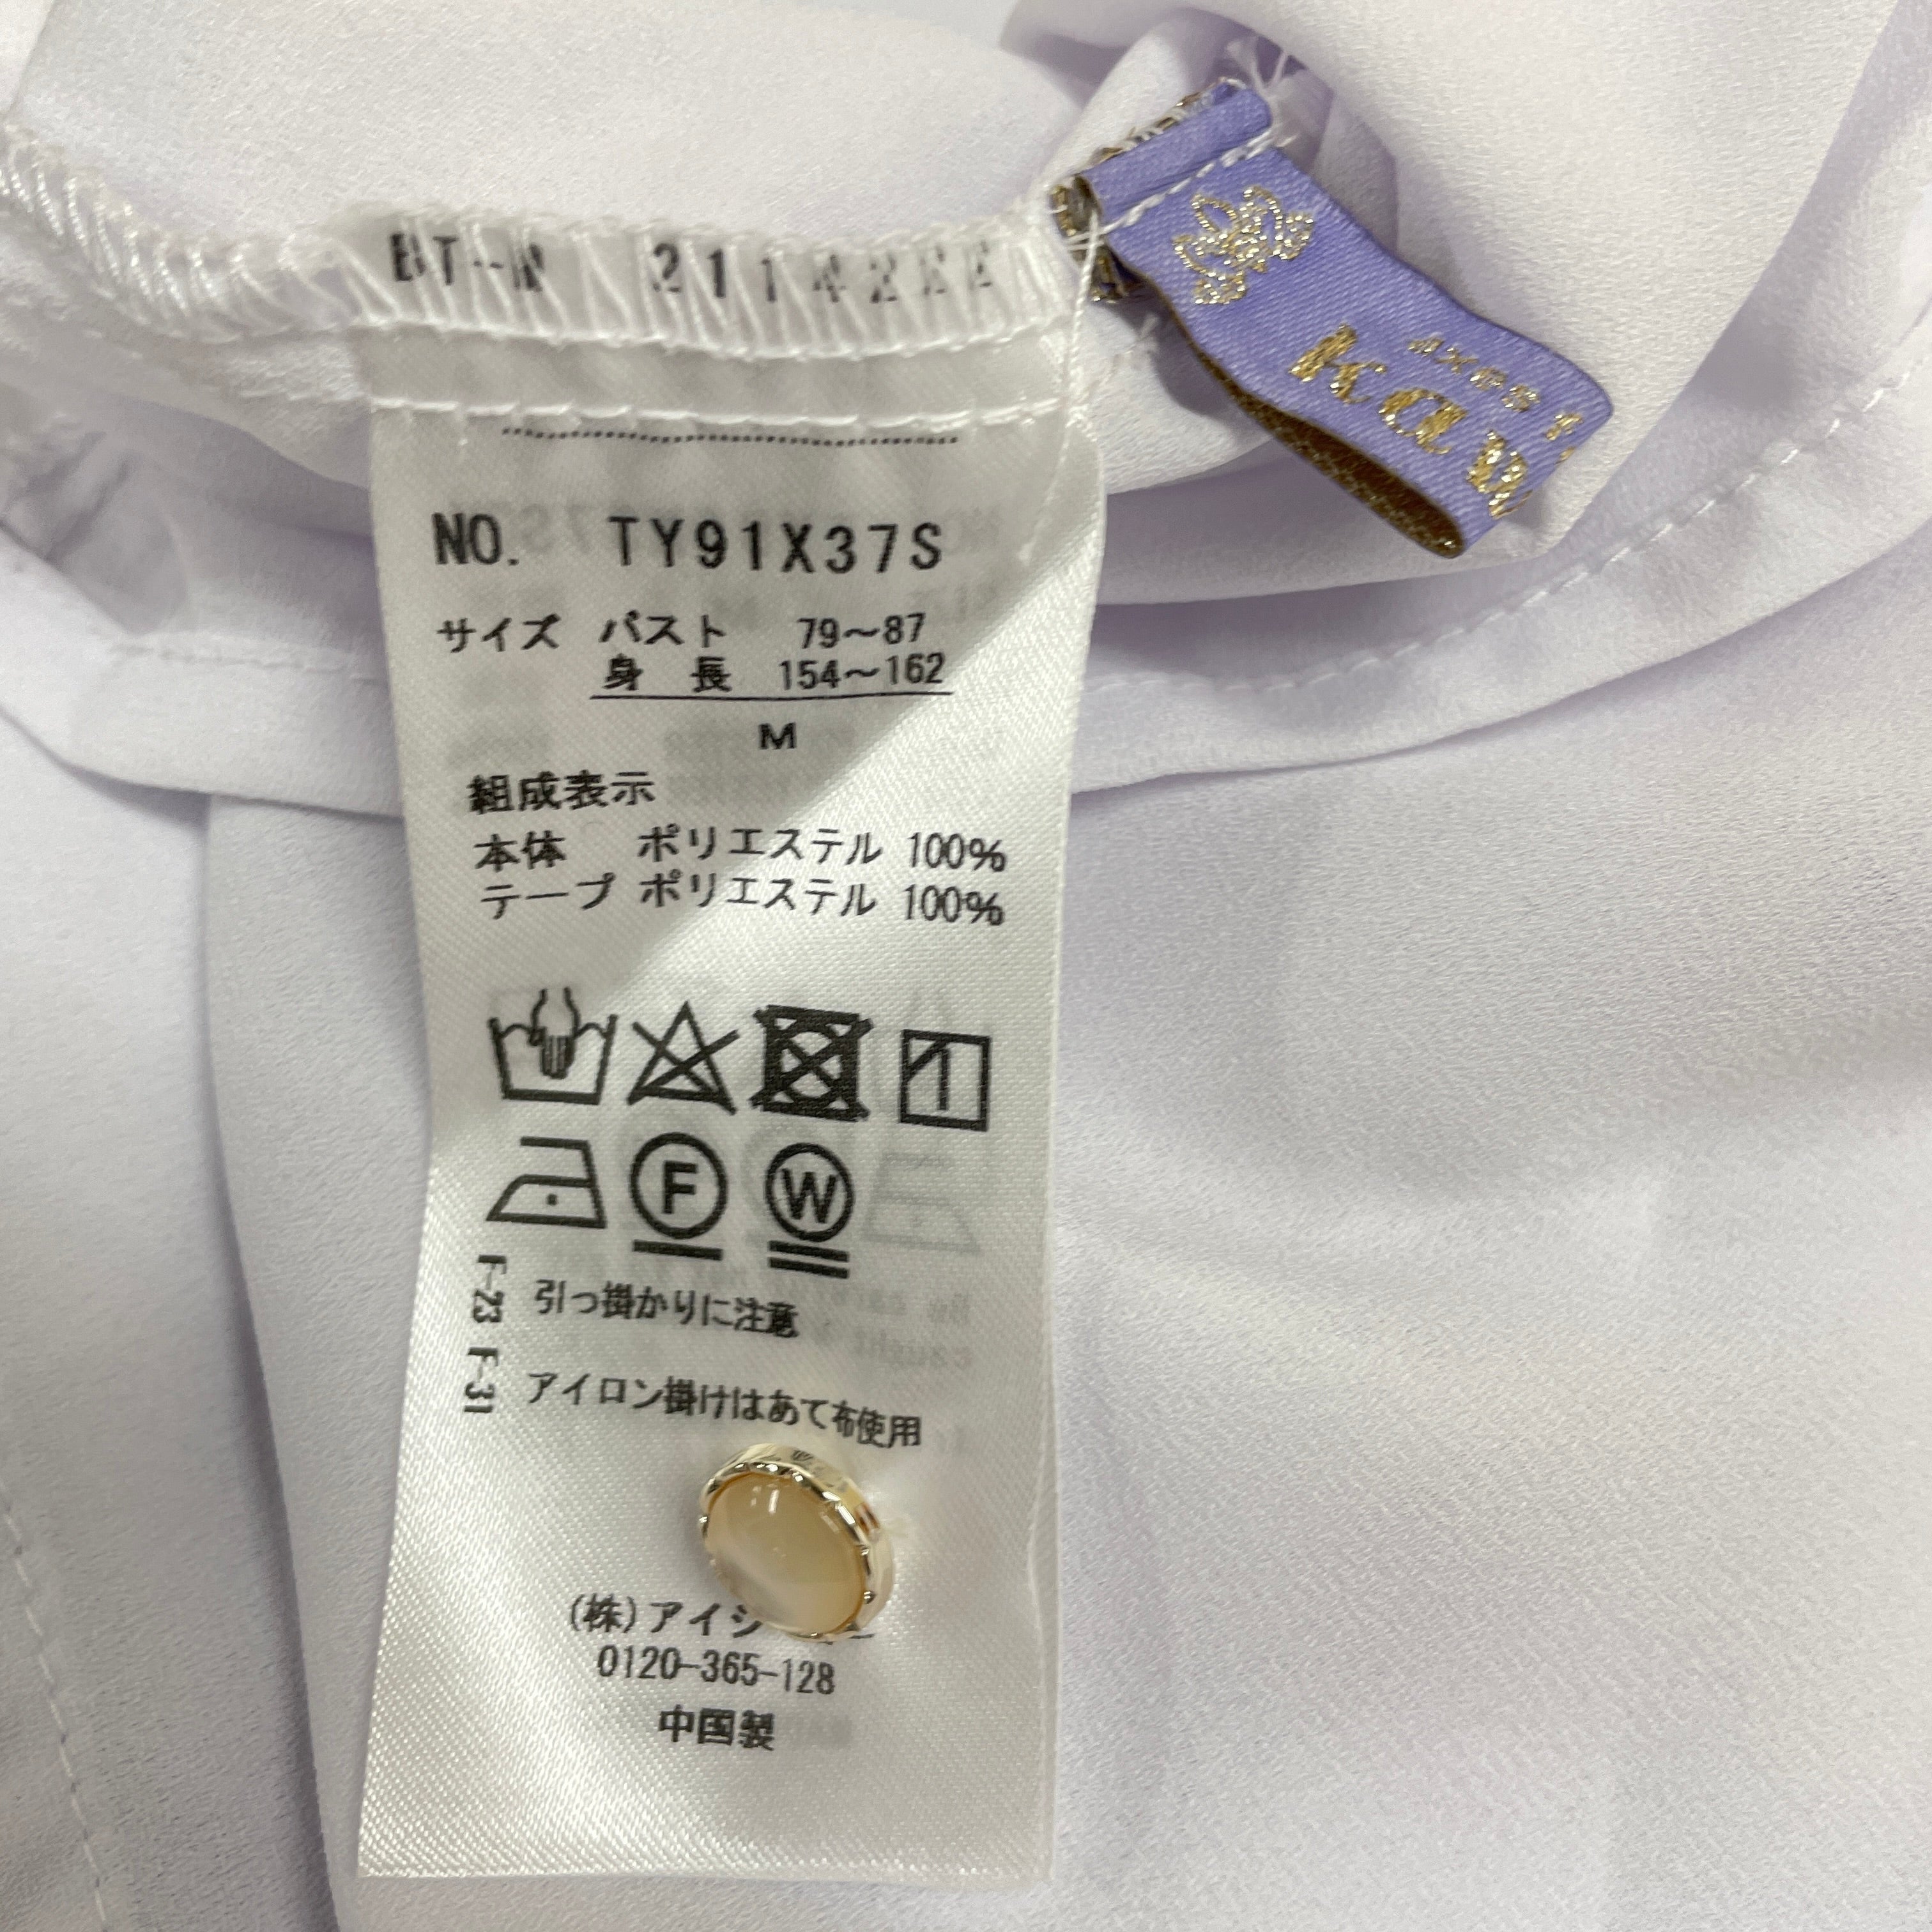 NO. TY91X37S
サイズ バスト 79~87
身 長 154~162
M
組成表示
本体 ポリエステル 100%
テープ ポリエステル 100%
F
W
F-23 引っ掛かりに注意
F-31 アイロン掛けはあて布使用
(株)アイジ
0120-365-128
中国製
axes
Kaw